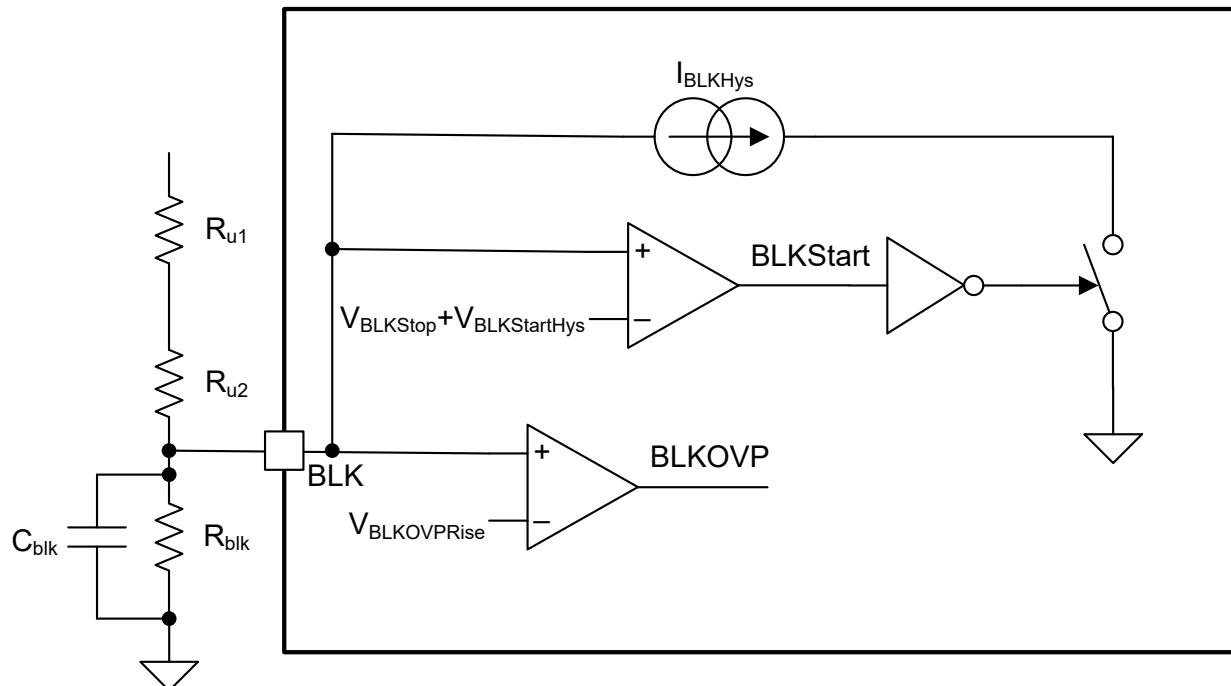 I_BLKHys
R_u1
+
BLKStart
V_BLKStop+V_BLKStartHys
−
R_u2
BLK
+
BLKOVP
V_BLKOVPRise
−
C_blk
R_blk